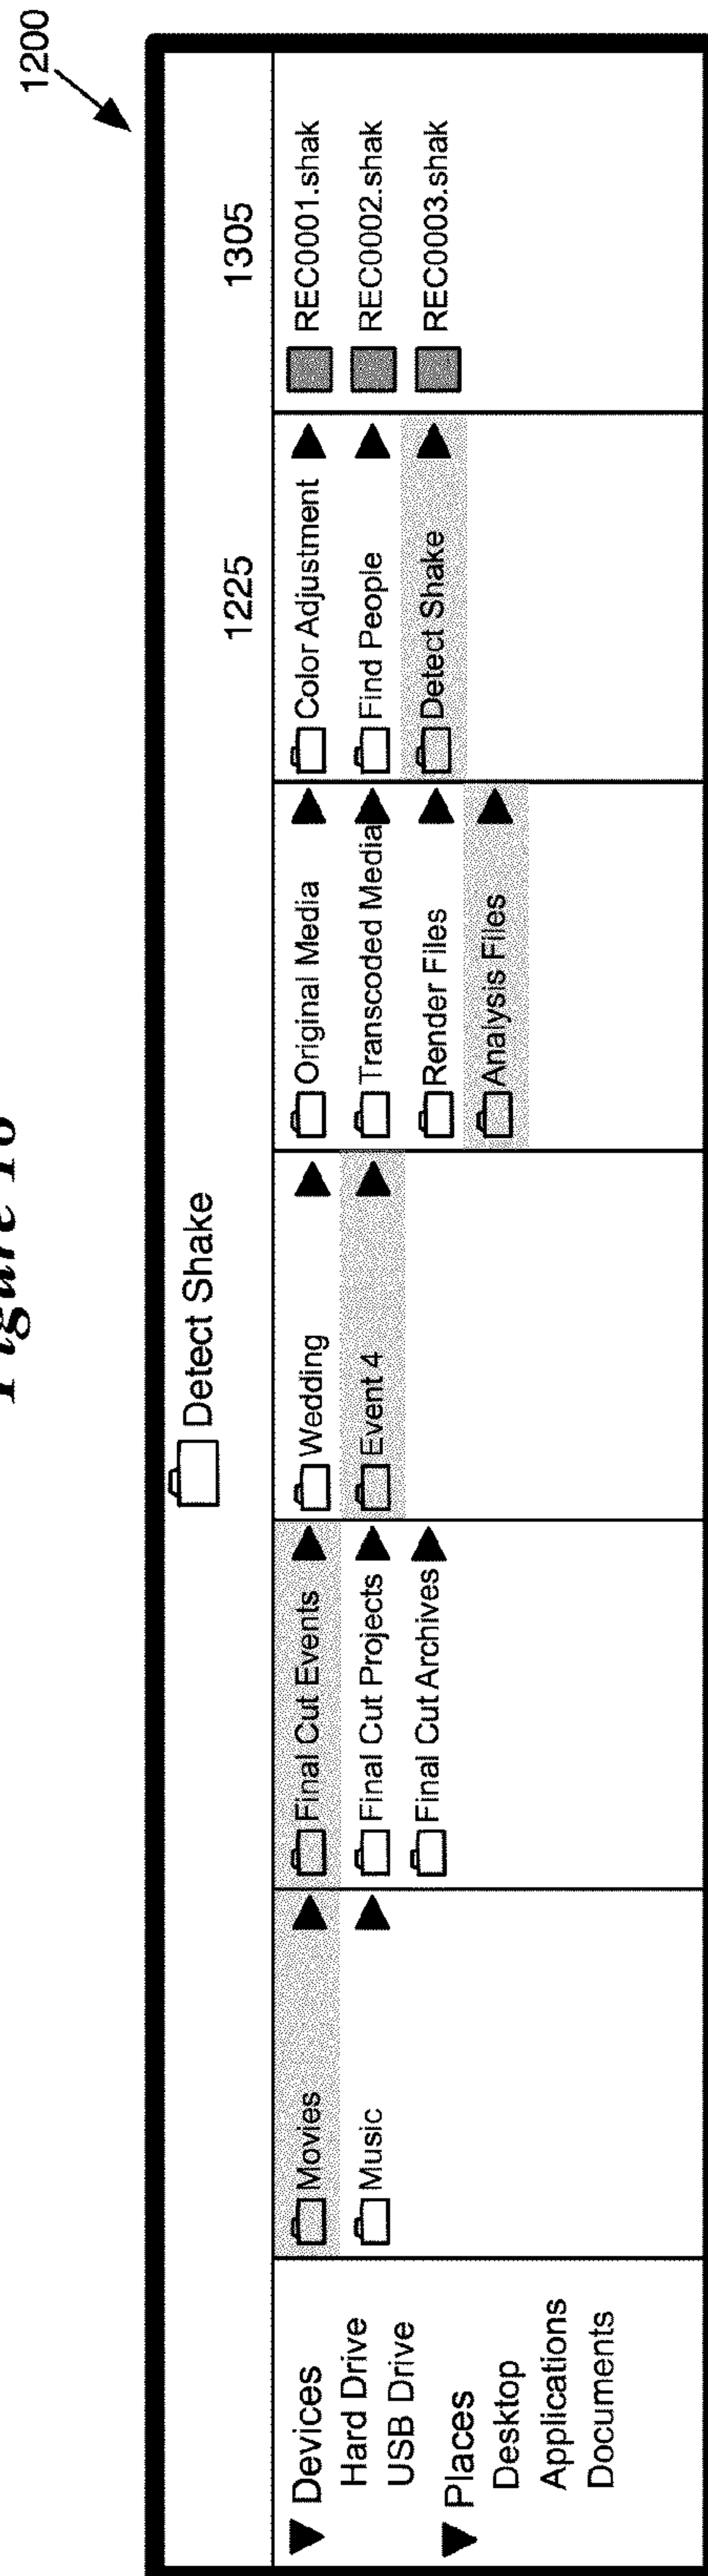 1200
Figure
Detect Shake
1225
1305
Devices
Hard Drive
USB Drive
Places
Desktop
Applications
Documents
Movies
Music
Final Cut Events
Final Cut Projects
Final Cut Archives
Wedding
Event 4
Original Media
Transcoded Media
Render Files
Analysis Files
Color Adjustment
Find People
Detect Shake
REC0001.shak
REC0002.shak
REC0003.shak